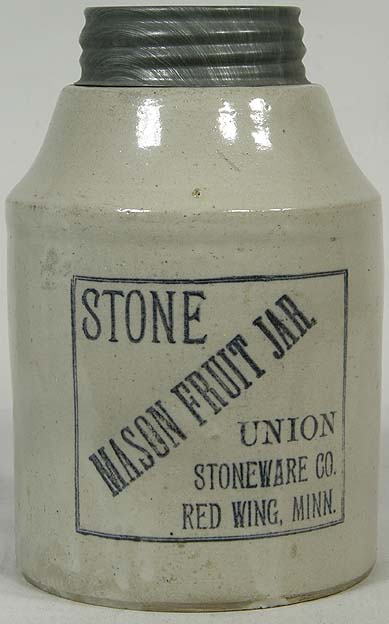 STONE
MASON FRUIT JAR
UNION
STONEWARE CO.
RED WING, MINN.